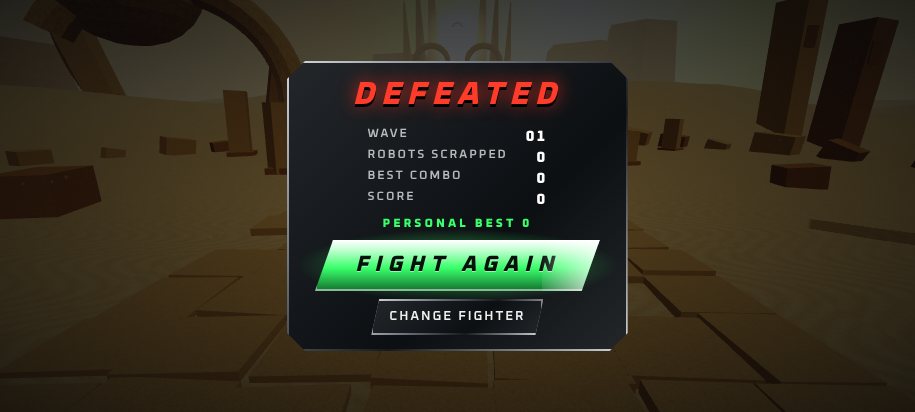 DEFEATED
WAVE 01
ROBOTS SCRAPPED 0
BEST COMBO 0
SCORE 0
PERSONAL BEST 0
FIGHT AGAIN
CHANGE FIGHTER